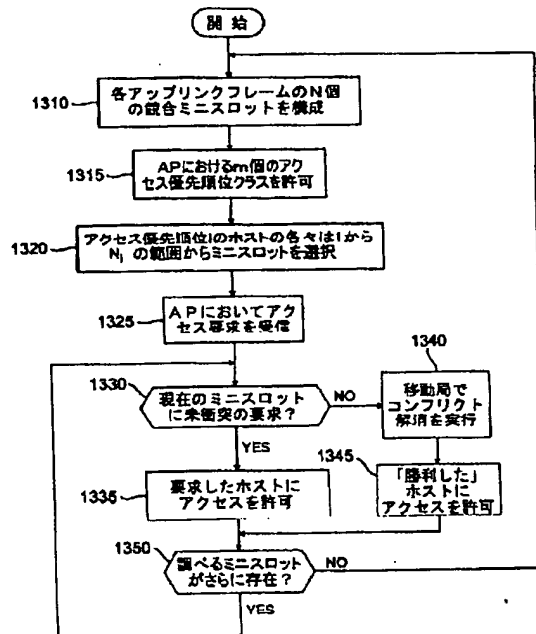 開始
1310
各アップリンクフレームのN個
の競合ミニスロットを構成
1315
APにおけるm個のアク
セス優先順位クラスを許可
1320
アクセス優先順位iのホストの各々は1から
Ni の範囲からミニスロットを選択
1325
APにおいてアク
セス要求を受信
1330
現在のミニスロット
に未衝突の要求?
NO
YES
1340
移動局で
コンフリクト
解消を実行
1335
要求したホストに
アクセスを許可
1345
「勝利した」
ホストに
アクセスを許可
1350
調べるミニスロット
がさらに存在?
NO
YES